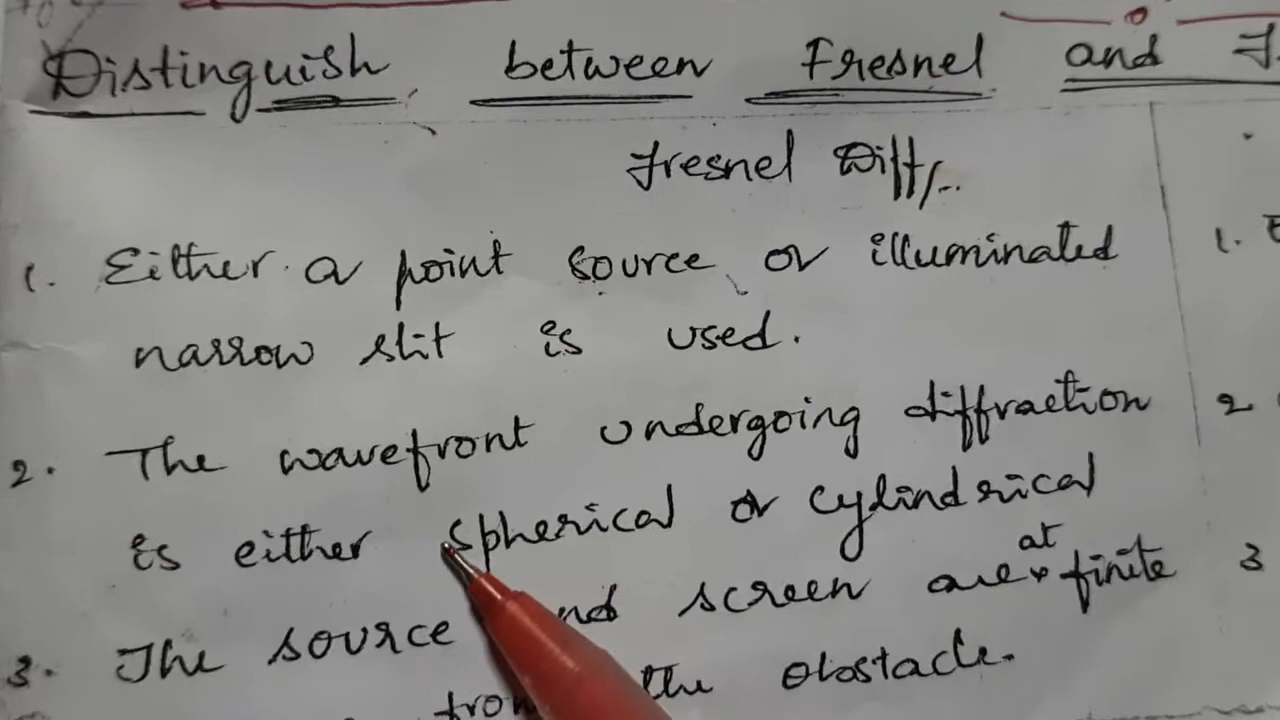 Distinguish between Fresnel and F
Fresnel Diff/..
1. Either a point source or illuminated
narrow slit is used.
2. The wavefront undergoing diffraction
is either spherical or cylindrical
3. The source and screen are at finite
from the obstacle.
1. E
2
3